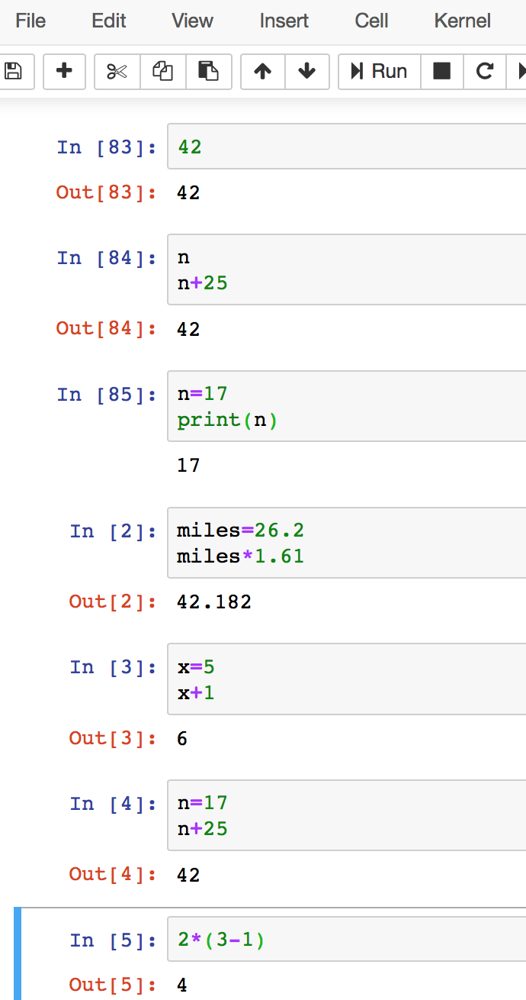 File Edit View Insert Cell Kernel
Run
In [83]: 42
Out[83]: 42
In [84]: n
n+25
Out[84]: 42
In [85]: n=17
print(n)
17
In [2]: miles=26.2
miles*1.61
Out[2]: 42.182
In [3]: x=5
x+1
Out[3]: 6
In [4]: n=17
n+25
Out[4]: 42
In [5]: 2*(3-1)
Out[5]: 4